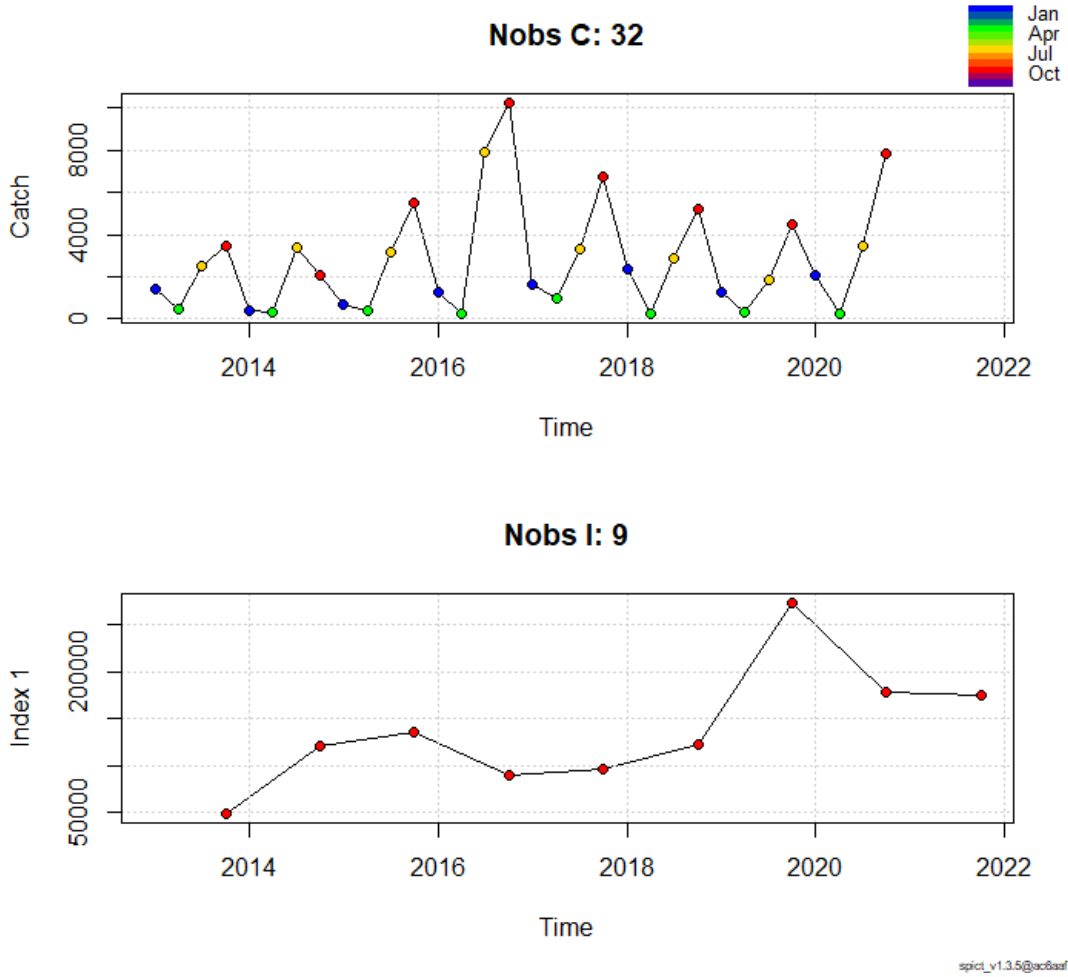 Nobs C: 32
Jan
Apr
Jul
Oct
Catch
8000
4000
0
2014
2016
2018
2020
2022
Time
Nobs I: 9
Index 1
200000
50000
2014
2016
2018
2020
2022
Time
spict_v1.3.5@ac6aaf